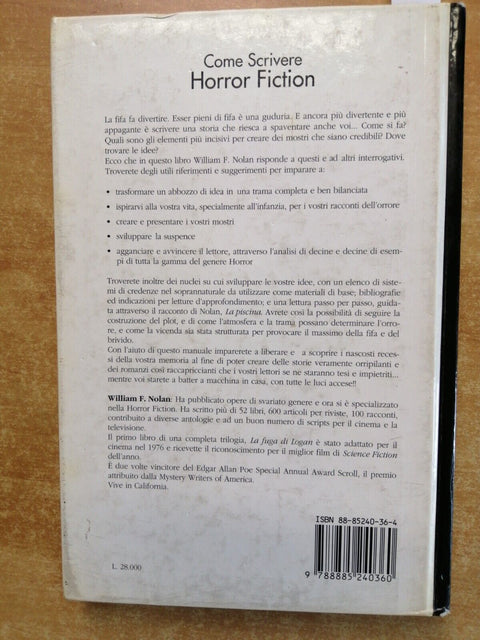 Come Scrivere
Horror Fiction
La fifa fa divertire. Esser pieni di fifa è una guduria. E ancora più divertente e più
appagante è scrivere una storia che riesca a spaventare anche voi... Come si fa?
Quali sono gli elementi più incisivi per creare dei mostri che siano credibili? Dove
trovare le idee?
Ecco che in questo libro William F. Nolan risponde a questi e ad altri interrogativi.
Troverete degli utili riferimenti e suggerimenti per imparare a:
• trasformare un abbozzo di idea in una trama completa e ben bilanciata
• ispirarvi alla vostra vita, specialmente all'infanzia, per i vostri racconti dell'orrore
• creare e presentare i vostri mostri
• sviluppare la suspence
• agganciare e avvincere il lettore, attraverso l'analisi di decine e decine di esem-
pi di tutta la gamma del genere Horror
Troverete inoltre dei nuclei su cui sviluppare le vostre idee, con un elenco di siste-
mi di credenze nel soprannaturale da utilizzare come materiali di base; bibliografie
ed indicazioni per letture d'approfondimento; e una lettura passo per passo, guida-
ta attraverso il racconto di Nolan, La piscina. Avrete così la possibilità di seguire la
costruzione del plot, e di come l'atmosfera e la trama possano determinare l'orro-
re, e come la vicenda sia stata strutturata per provocare il massimo della fifa e del
brivido.
Con l'aiuto di questo manuale imparerete a liberare e a scoprire i nascosti reces-
si della vostra memoria al fine di poter creare delle storie veramente orripilanti e
dei romanzi così raccapriccianti che i vostri lettori se ne staranno tesi e impietriti...
mentre voi starete a batter a macchina in casa, con tutte le luci accese!!
William F. Nolan: Ha pubblicato opere di svariato genere e ora si è specializzato
nella Horror Fiction. Ha scritto più di 52 libri, 600 articoli per riviste, 100 racconti,
contribuito a diverse antologie e ad un buon numero di scripts per il cinema e la
televisione.
Il primo libro di una completa trilogia, La fuga di Logan è stato adattato per il
cinema nel 1976 e ricevette il riconoscimento per il miglior film di Science Fiction
dell'anno.
È due volte vincitore del Edgar Allan Poe Special Annual Award Scroll, il premio
attribuito dalla Mystery Writers of America.
Vive in California.
ISBN 88-85240-36-4
9 788885 240360
L. 28.000